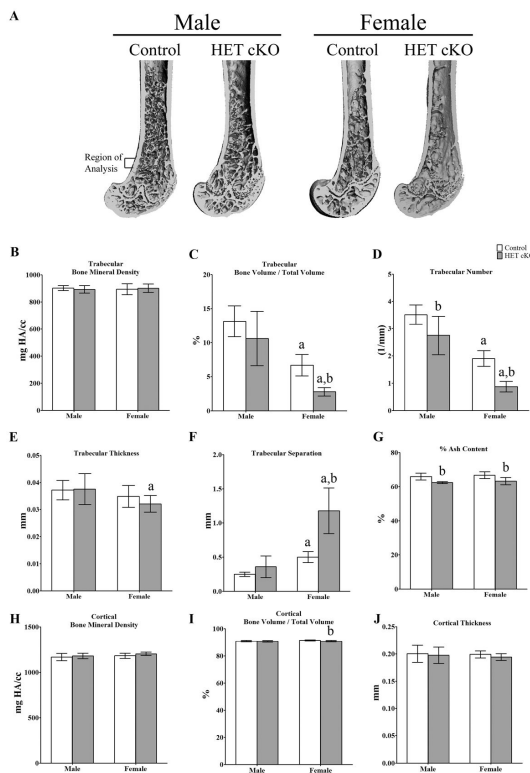 A
Male Female
Control HET cKO Control HET cKO
Region of
Analysis
B
Trabecular
Bone Mineral Density
mg HA/cc
900
800
600
400
200
0
Male Female
C
Trabecular
Bone Volume / Total Volume
%
15
10
5
0
a
a,b
Male Female
D
Control
HET cKO
Trabecular Number
(1/mm)
4
3
2
1
0
b
a
a,b
Male Female
E
Trabecular Thickness
mm
0.05
0.04
0.03
0.02
0.01
0.00
a
Male Female
F
Trabecular Separation
mm
1.5
1.0
0.5
0.0
a
a,b
Male Female
G
% Ash Content
%
80
60
40
20
0
b b
Male Female
H
Cortical
Bone Mineral Density
mg HA/cc
1200
1000
500
0
Male Female
I
Cortical
Bone Volume / Total Volume
%
100
80
60
40
20
0
b
Male Female
J
Cortical Thickness
mm
0.25
0.20
0.15
0.10
0.05
0.00
Male Female